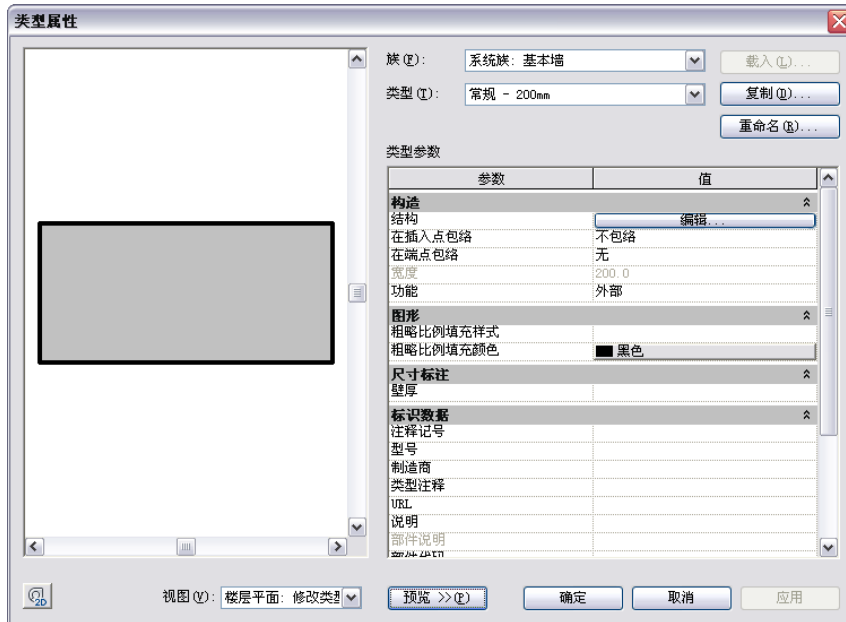 类型属性
族(F): 系统族: 基本墙 载入(L)...
类型(T): 常规 - 200mm 复制(D)...
重命名(R)...
类型参数
参数 值
构造
结构 编辑...
在插入点包络 不包络
在端点包络 无
宽度 200.0
功能 外部
图形
粗略比例填充样式
粗略比例填充颜色 黑色
尺寸标注
壁厚
标识数据
注释记号
型号
制造商
类型注释
URL
说明
部件说明
部件代码
2D 视图(V): 楼层平面: 修改类型 预览 >>(P) 确定 取消 应用